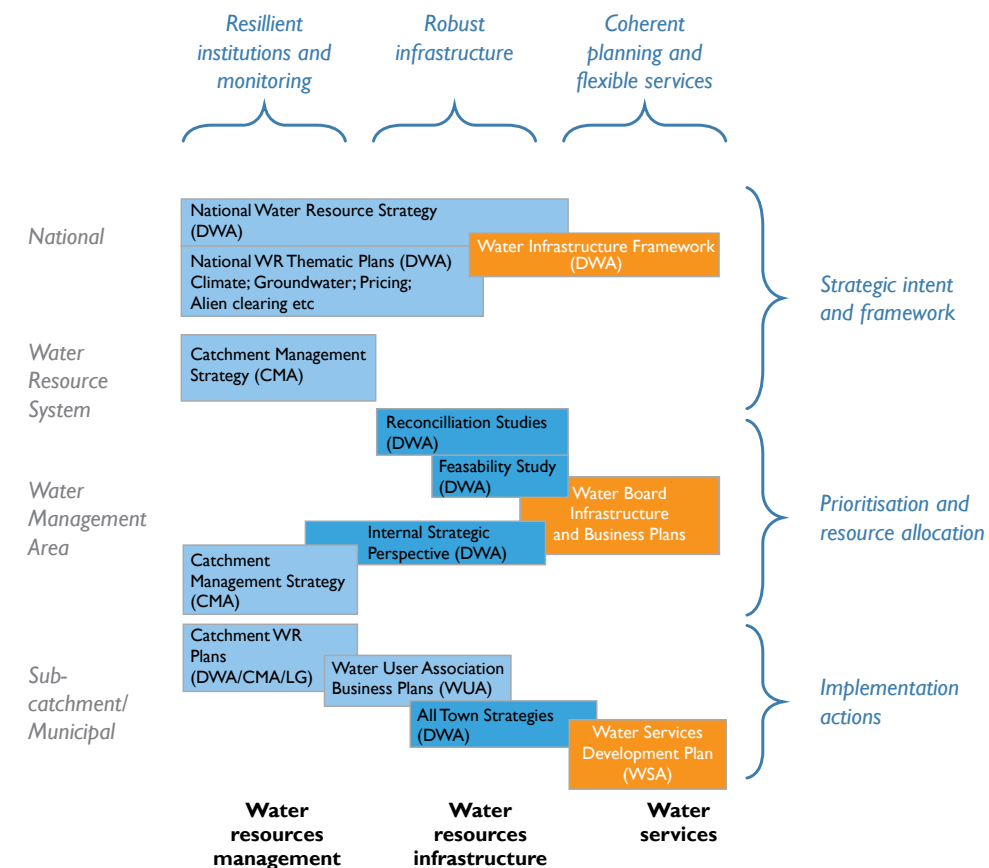 Resillient
institutions and
monitoring
Robust
infrastructure
Coherent
planning and
flexible services
National
National Water Resource Strategy
(DWA)
Water Infrastructure Framework
(DWA)
National WR Thematic Plans (DWA)
Climate; Groundwater; Pricing;
Alien clearing etc
Strategic intent
and framework
Water
Resource
System
Catchment Management
Strategy (CMA)
Reconcilliation Studies
(DWA)
Feasability Study
(DWA)
Water
Management
Area
Water Board
Infrastructure
and Business Plans
Prioritisation and
resource allocation
Internal Strategic
Perspective (DWA)
Catchment
Management Strategy
(CMA)
Catchment WR
Plans
(DWA/CMA/LG)
Sub-
catchment/
Municipal
Water User Association
Business Plans (WUA)
Implementation
actions
All Town Strategies
(DWA)
Water Services
Development Plan
(WSA)
Water
resources
management
Water
resources
infrastructure
Water
services